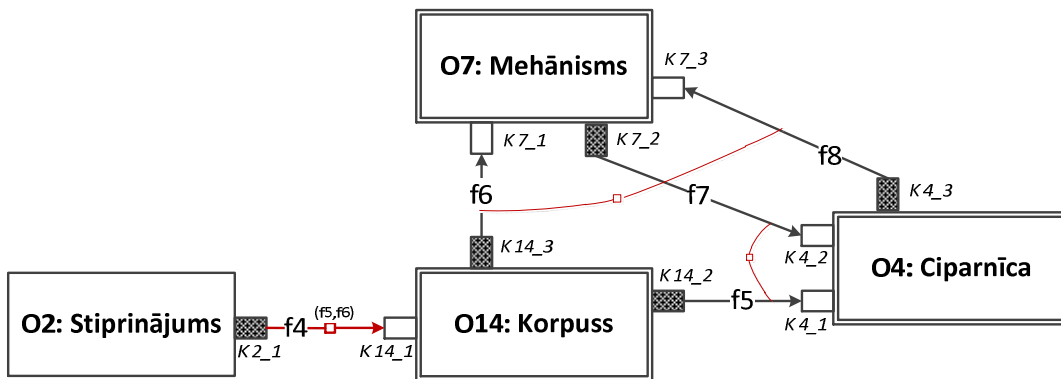 K 7_3
O7: Mehānisms
K 7_1
K 7_2
f8
f6
f7
K 4_3
K 14_3
K 4_2
O4: Ciparnīca
K 14_2
(f5,f6)
f5
O2: Stiprinājums
f4
O14: Korpuss
K 4_1
K 2_1
K 14_1